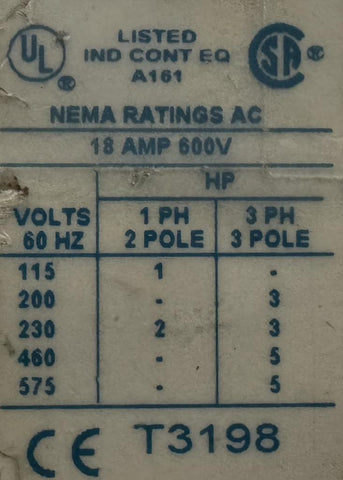 UL ® LISTED
IND CONT EQ
A161
CSA ®
NEMA RATINGS AC
18 AMP 600V
HP
VOLTS 1 PH 3 PH
60 HZ 2 POLE 3 POLE
115 1 -
200 - 3
230 2 3
460 - 5
575 - 5
CE T3198